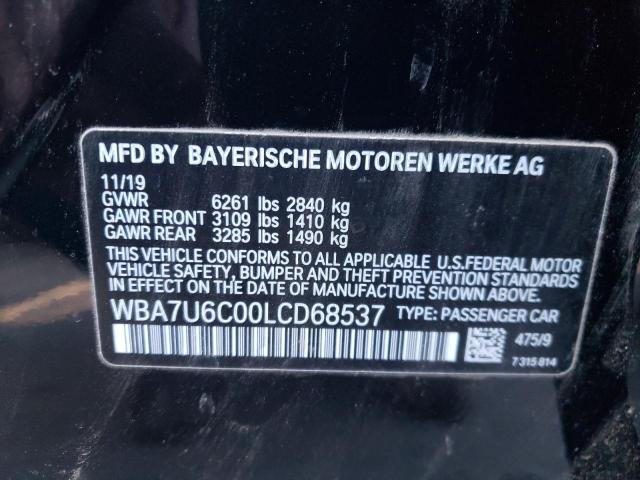 MFD BY BAYERISCHE MOTOREN WERKE AG
11/19
GVWR 6261 lbs 2840 kg
GAWR FRONT 3109 lbs 1410 kg
GAWR REAR 3285 lbs 1490 kg
THIS VEHICLE CONFORMS TO ALL APPLICABLE U.S.FEDERAL MOTOR
VEHICLE SAFETY, BUMPER AND THEFT PREVENTION STANDARDS
IN EFFECT ON THE DATE OF MANUFACTURE SHOWN ABOVE.
WBA7U6C00LCD68537 TYPE: PASSENGER CAR
475/9
7 315 814